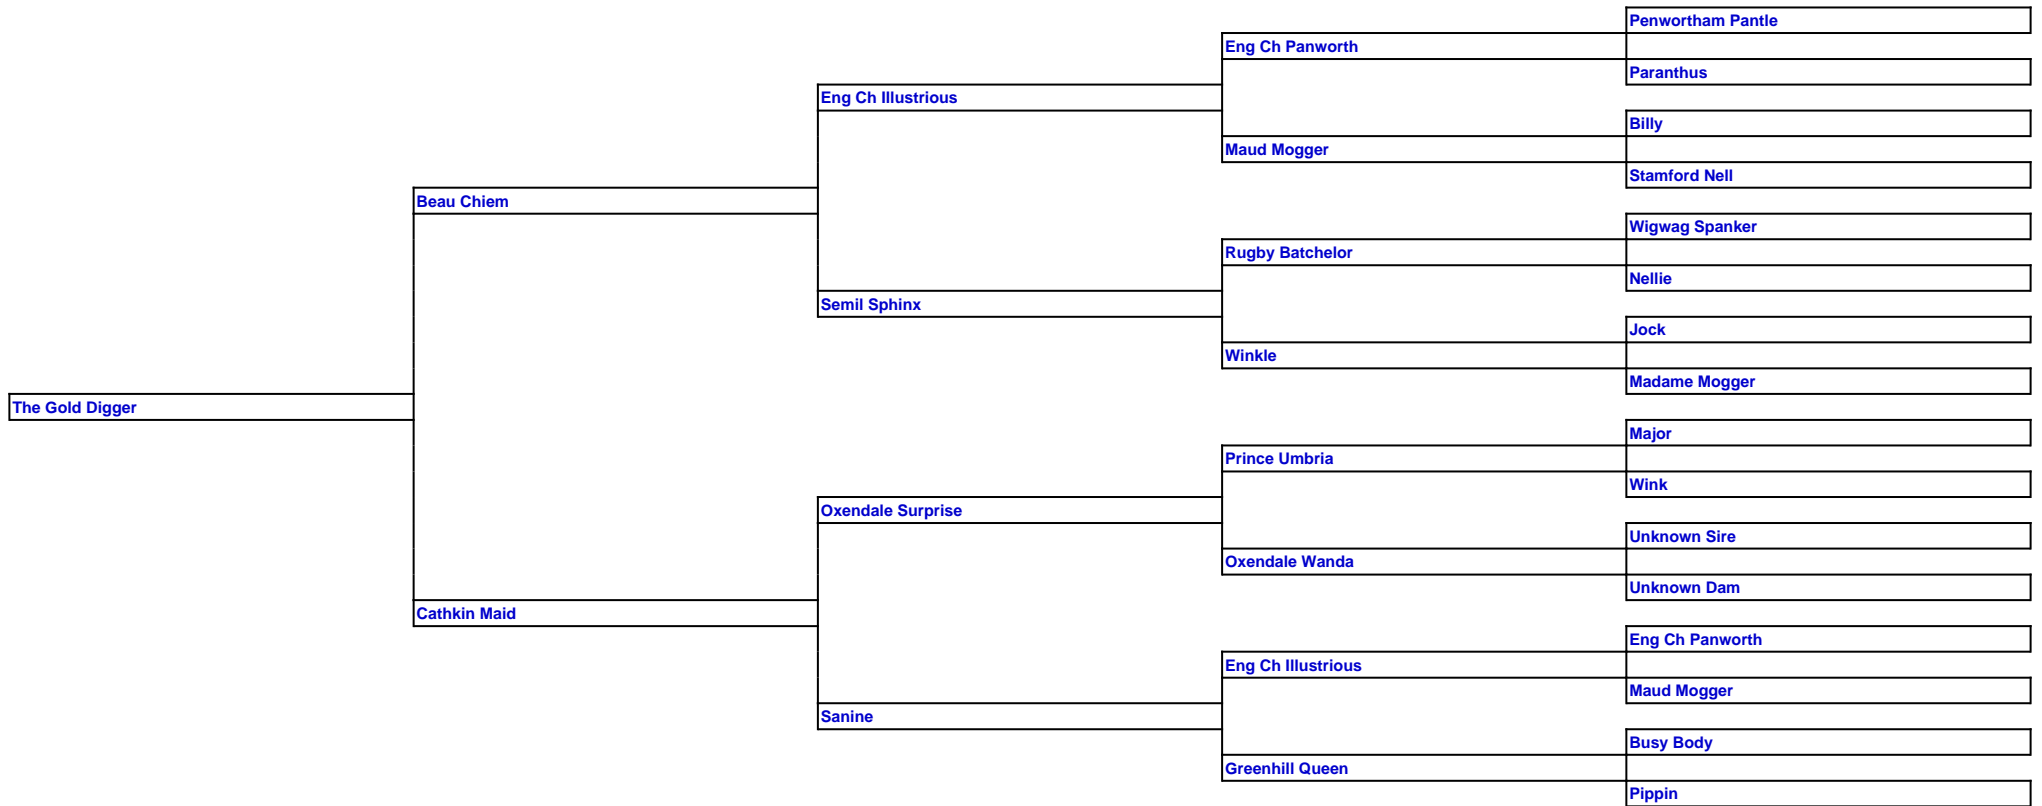 Penwortham Pantle
Eng Ch Panworth
Paranthus
Eng Ch Illustrious
Billy
Maud Mogger
Stamford Nell
Beau Chiem
Wigwag Spanker
Rugby Batchelor
Nellie
Semil Sphinx
Jock
Winkle
Madame Mogger
The Gold Digger
Major
Prince Umbria
Wink
Oxendale Surprise
Unknown Sire
Oxendale Wanda
Unknown Dam
Cathkin Maid
Eng Ch Panworth
Eng Ch Illustrious
Maud Mogger
Sanine
Busy Body
Greenhill Queen
Pippin